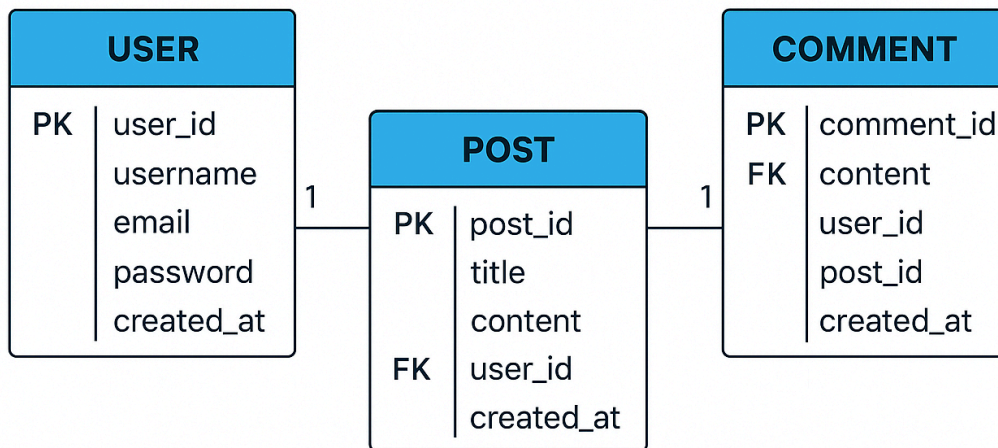 USER
PK user_id
username
email
password
created_at
1
POST
PK post_id
title
content
FK user_id
created_at
1
COMMENT
PK comment_id
FK content
user_id
post_id
created_at